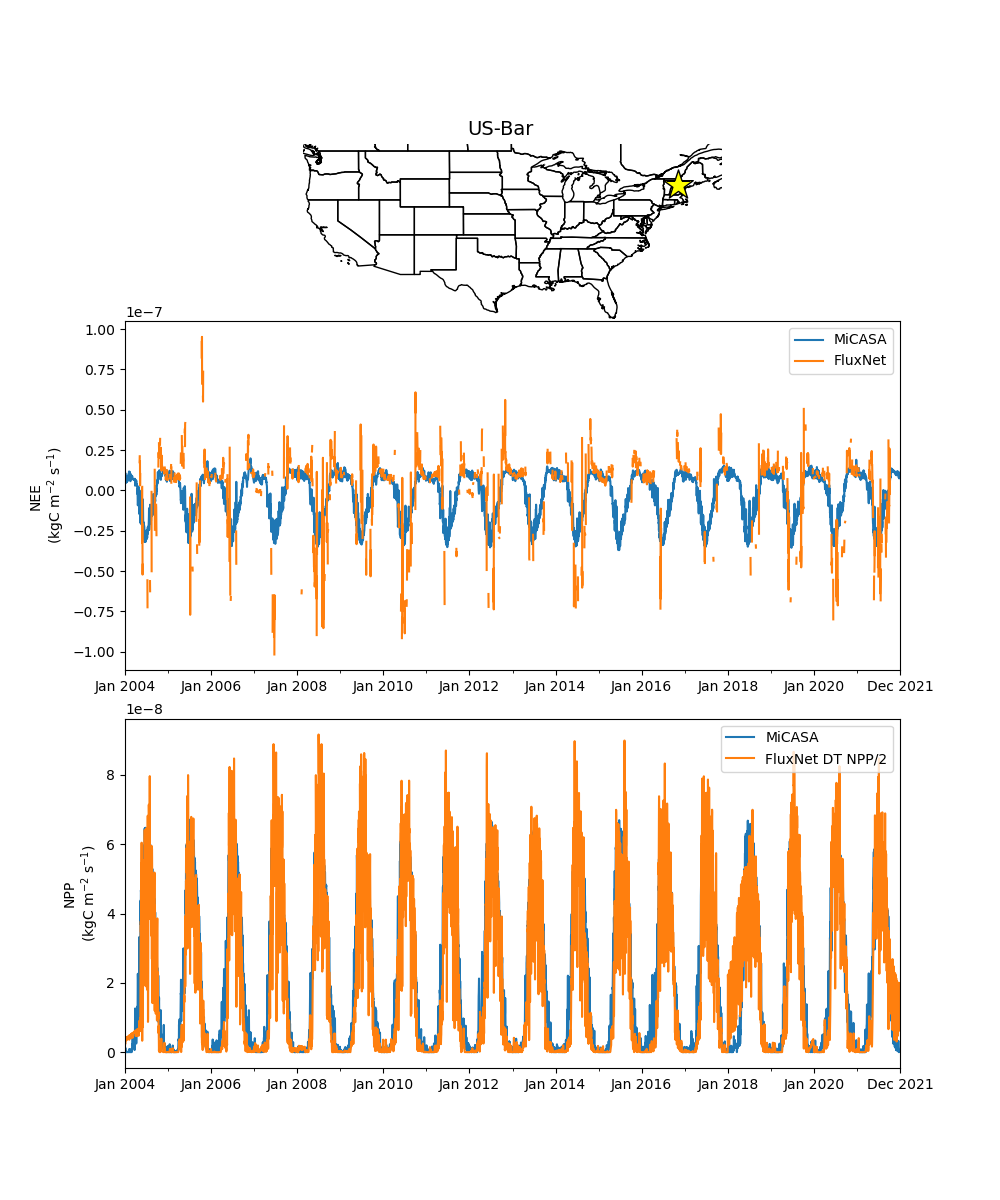 US-Bar
1e−7
MiCASA
FluxNet
1.00
0.75
0.50
0.25
0.00
−0.25
−0.50
−0.75
−1.00
NEE
(kgC m⁻² s⁻¹)
Jan 2004 Jan 2006 Jan 2008 Jan 2010 Jan 2012 Jan 2014 Jan 2016 Jan 2018 Jan 2020 Dec 2021
1e−8
MiCASA
FluxNet DT NPP/2
8
6
4
2
0
NPP
(kgC m⁻² s⁻¹)
Jan 2004 Jan 2006 Jan 2008 Jan 2010 Jan 2012 Jan 2014 Jan 2016 Jan 2018 Jan 2020 Dec 2021